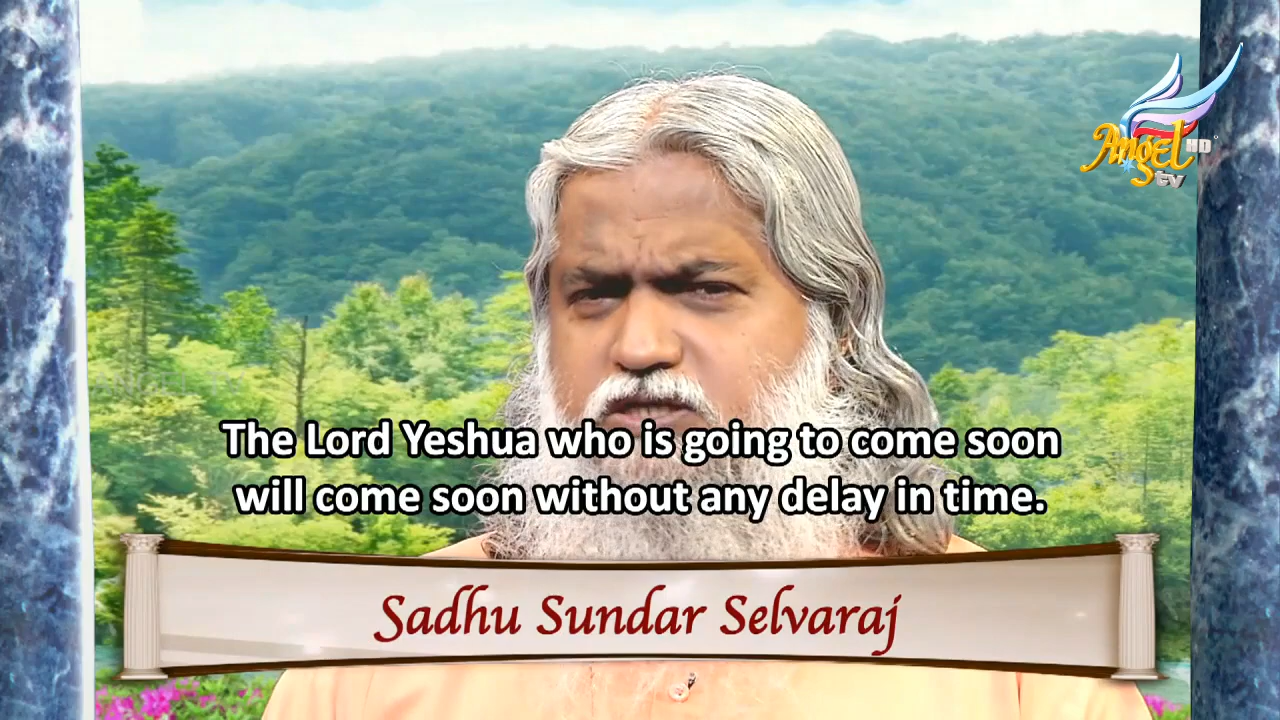 Angel HD
tv
The Lord Yeshua who is going to come soon
will come soon without any delay in time.
Sadhu Sundar Selvaraj